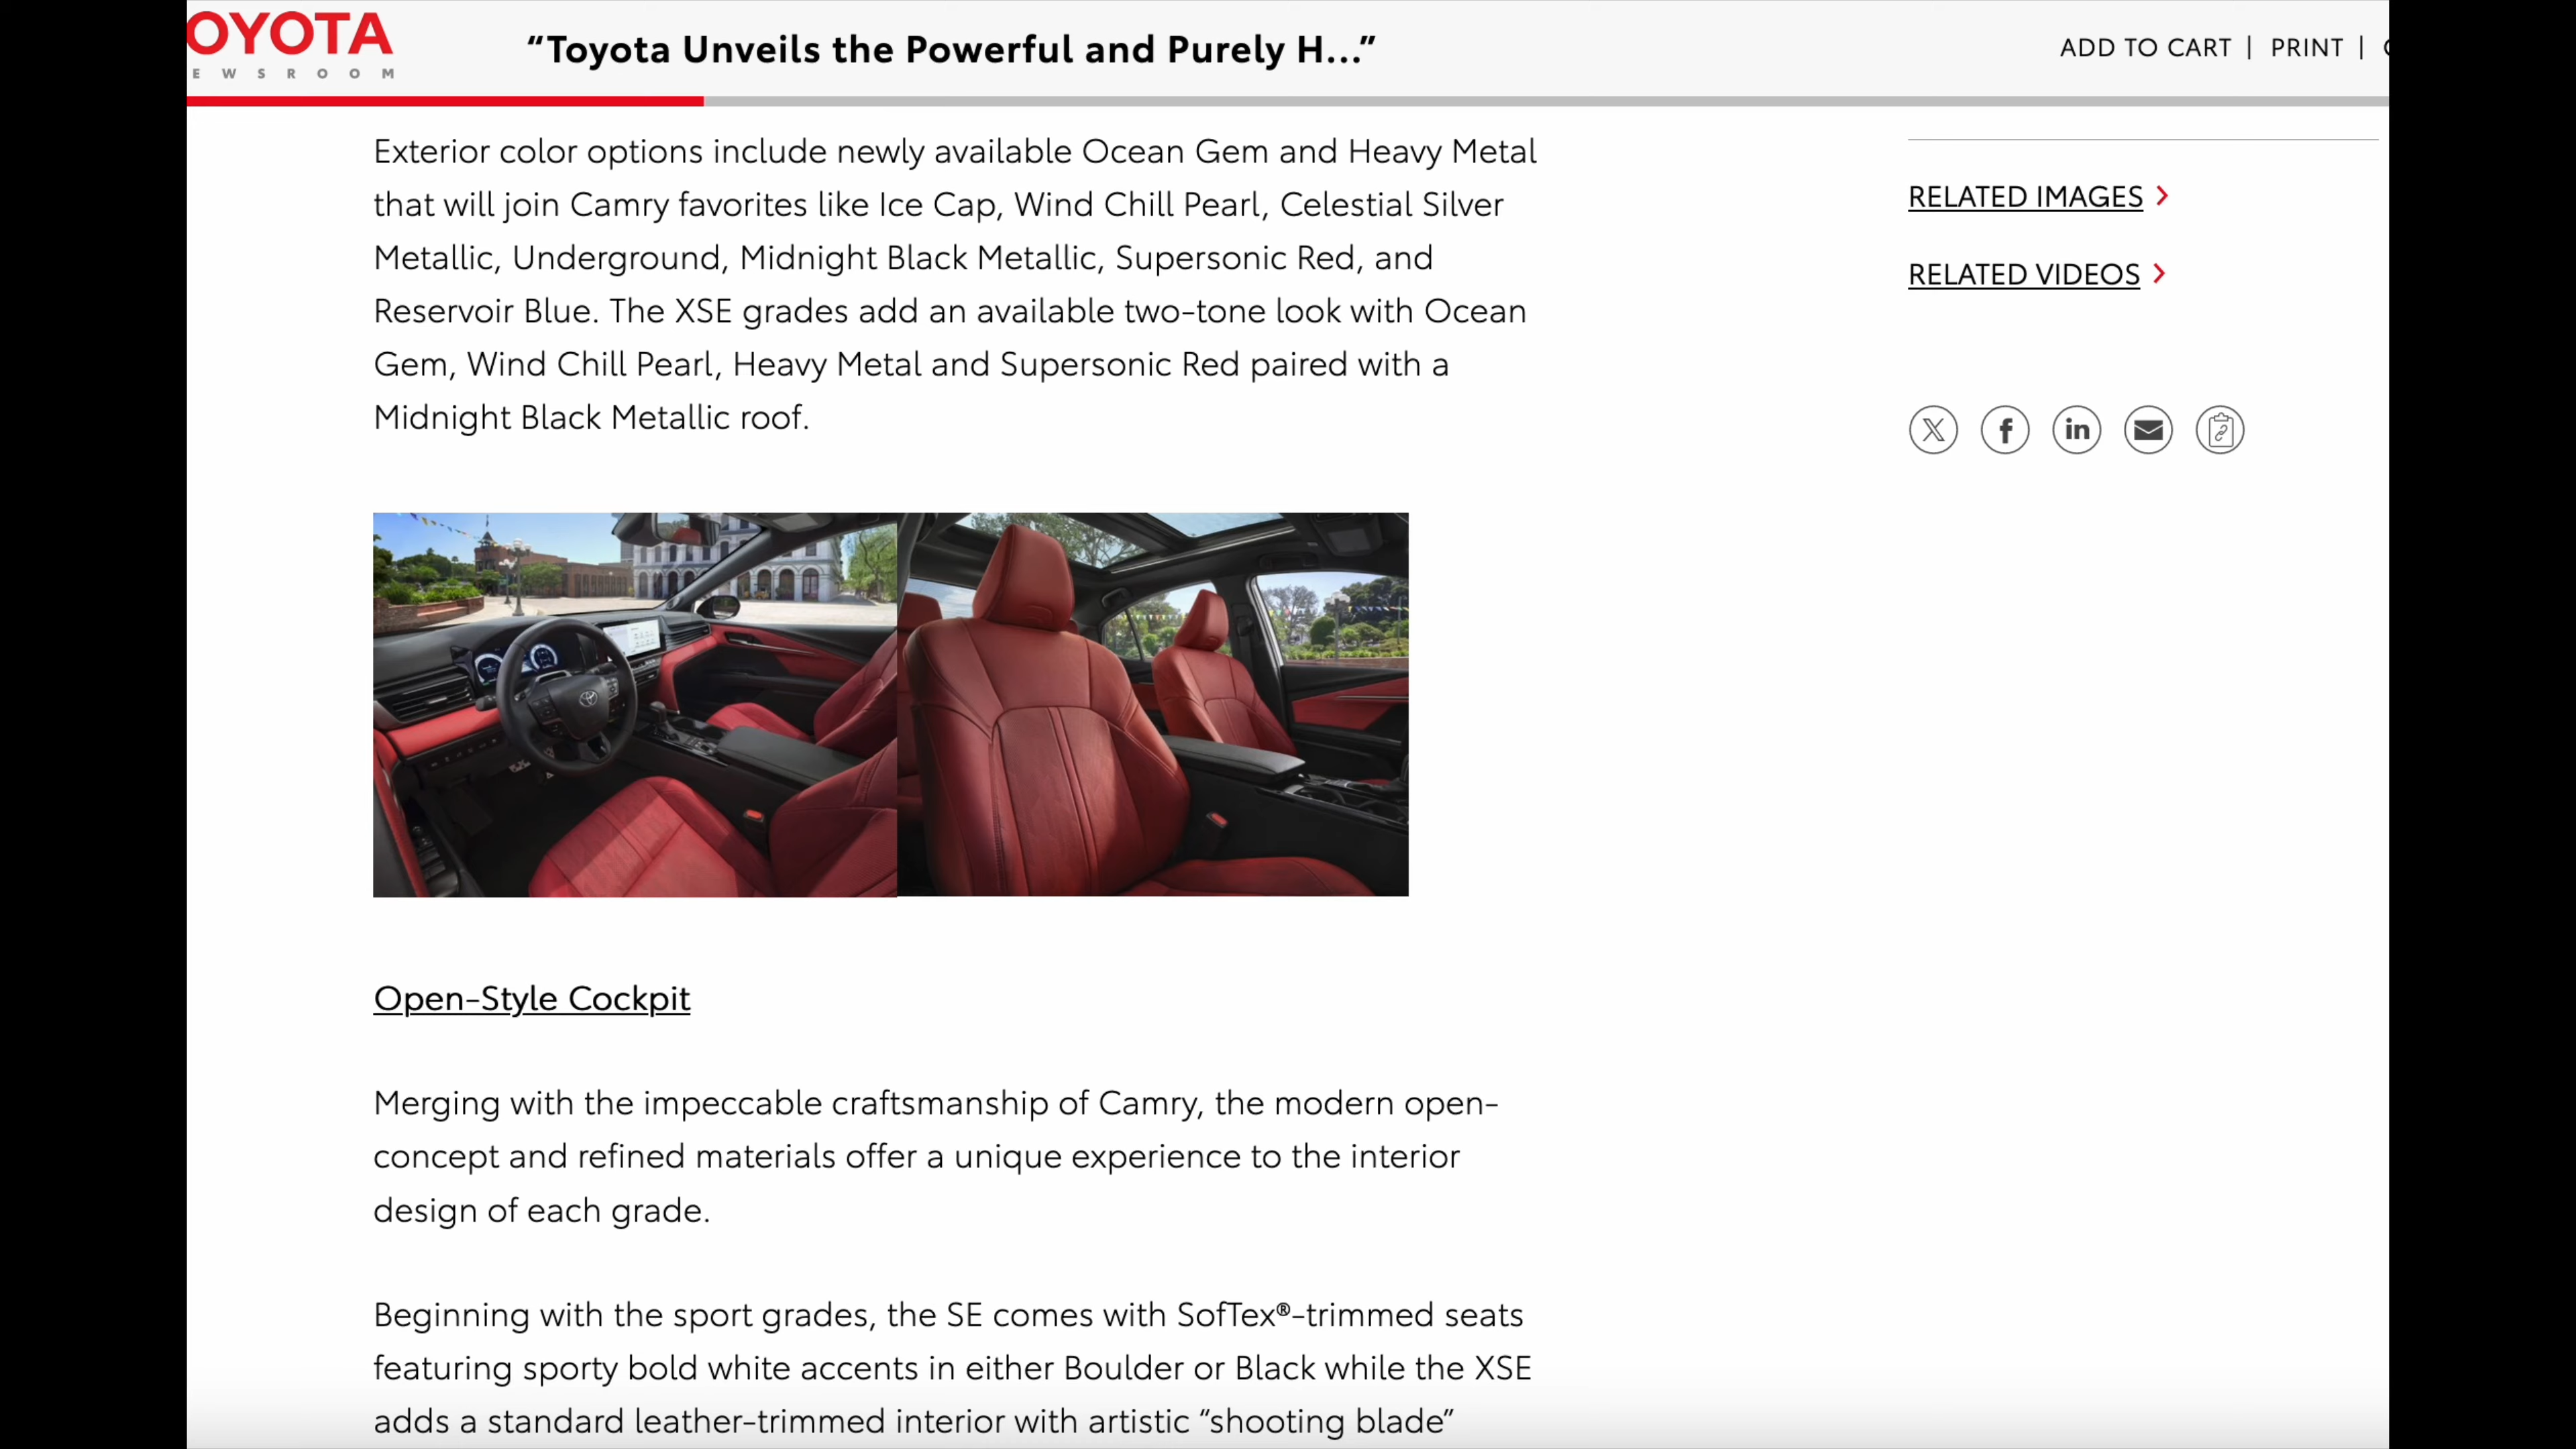 OYOTA
EWSROOM
“Toyota Unveils the Powerful and Purely H...”
ADD TO CART | PRINT |
Exterior color options include newly available Ocean Gem and Heavy Metal
that will join Camry favorites like Ice Cap, Wind Chill Pearl, Celestial Silver
Metallic, Underground, Midnight Black Metallic, Supersonic Red, and
Reservoir Blue. The XSE grades add an available two-tone look with Ocean
Gem, Wind Chill Pearl, Heavy Metal and Supersonic Red paired with a
Midnight Black Metallic roof.
RELATED IMAGES
RELATED VIDEOS
Open-Style Cockpit
Merging with the impeccable craftsmanship of Camry, the modern open-
concept and refined materials offer a unique experience to the interior
design of each grade.
Beginning with the sport grades, the SE comes with SofTex®-trimmed seats
featuring sporty bold white accents in either Boulder or Black while the XSE
adds a standard leather-trimmed interior with artistic “shooting blade”